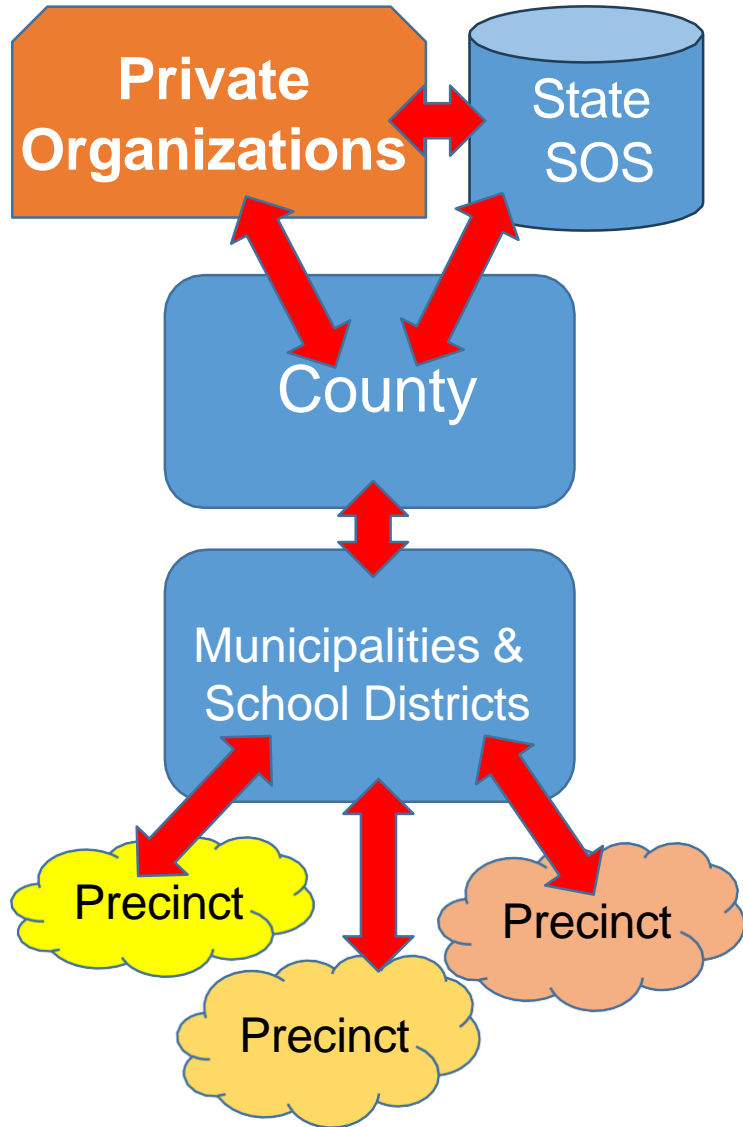 Private
Organizations
State
SOS
County
Municipalities &
School Districts
Precinct
Precinct
Precinct